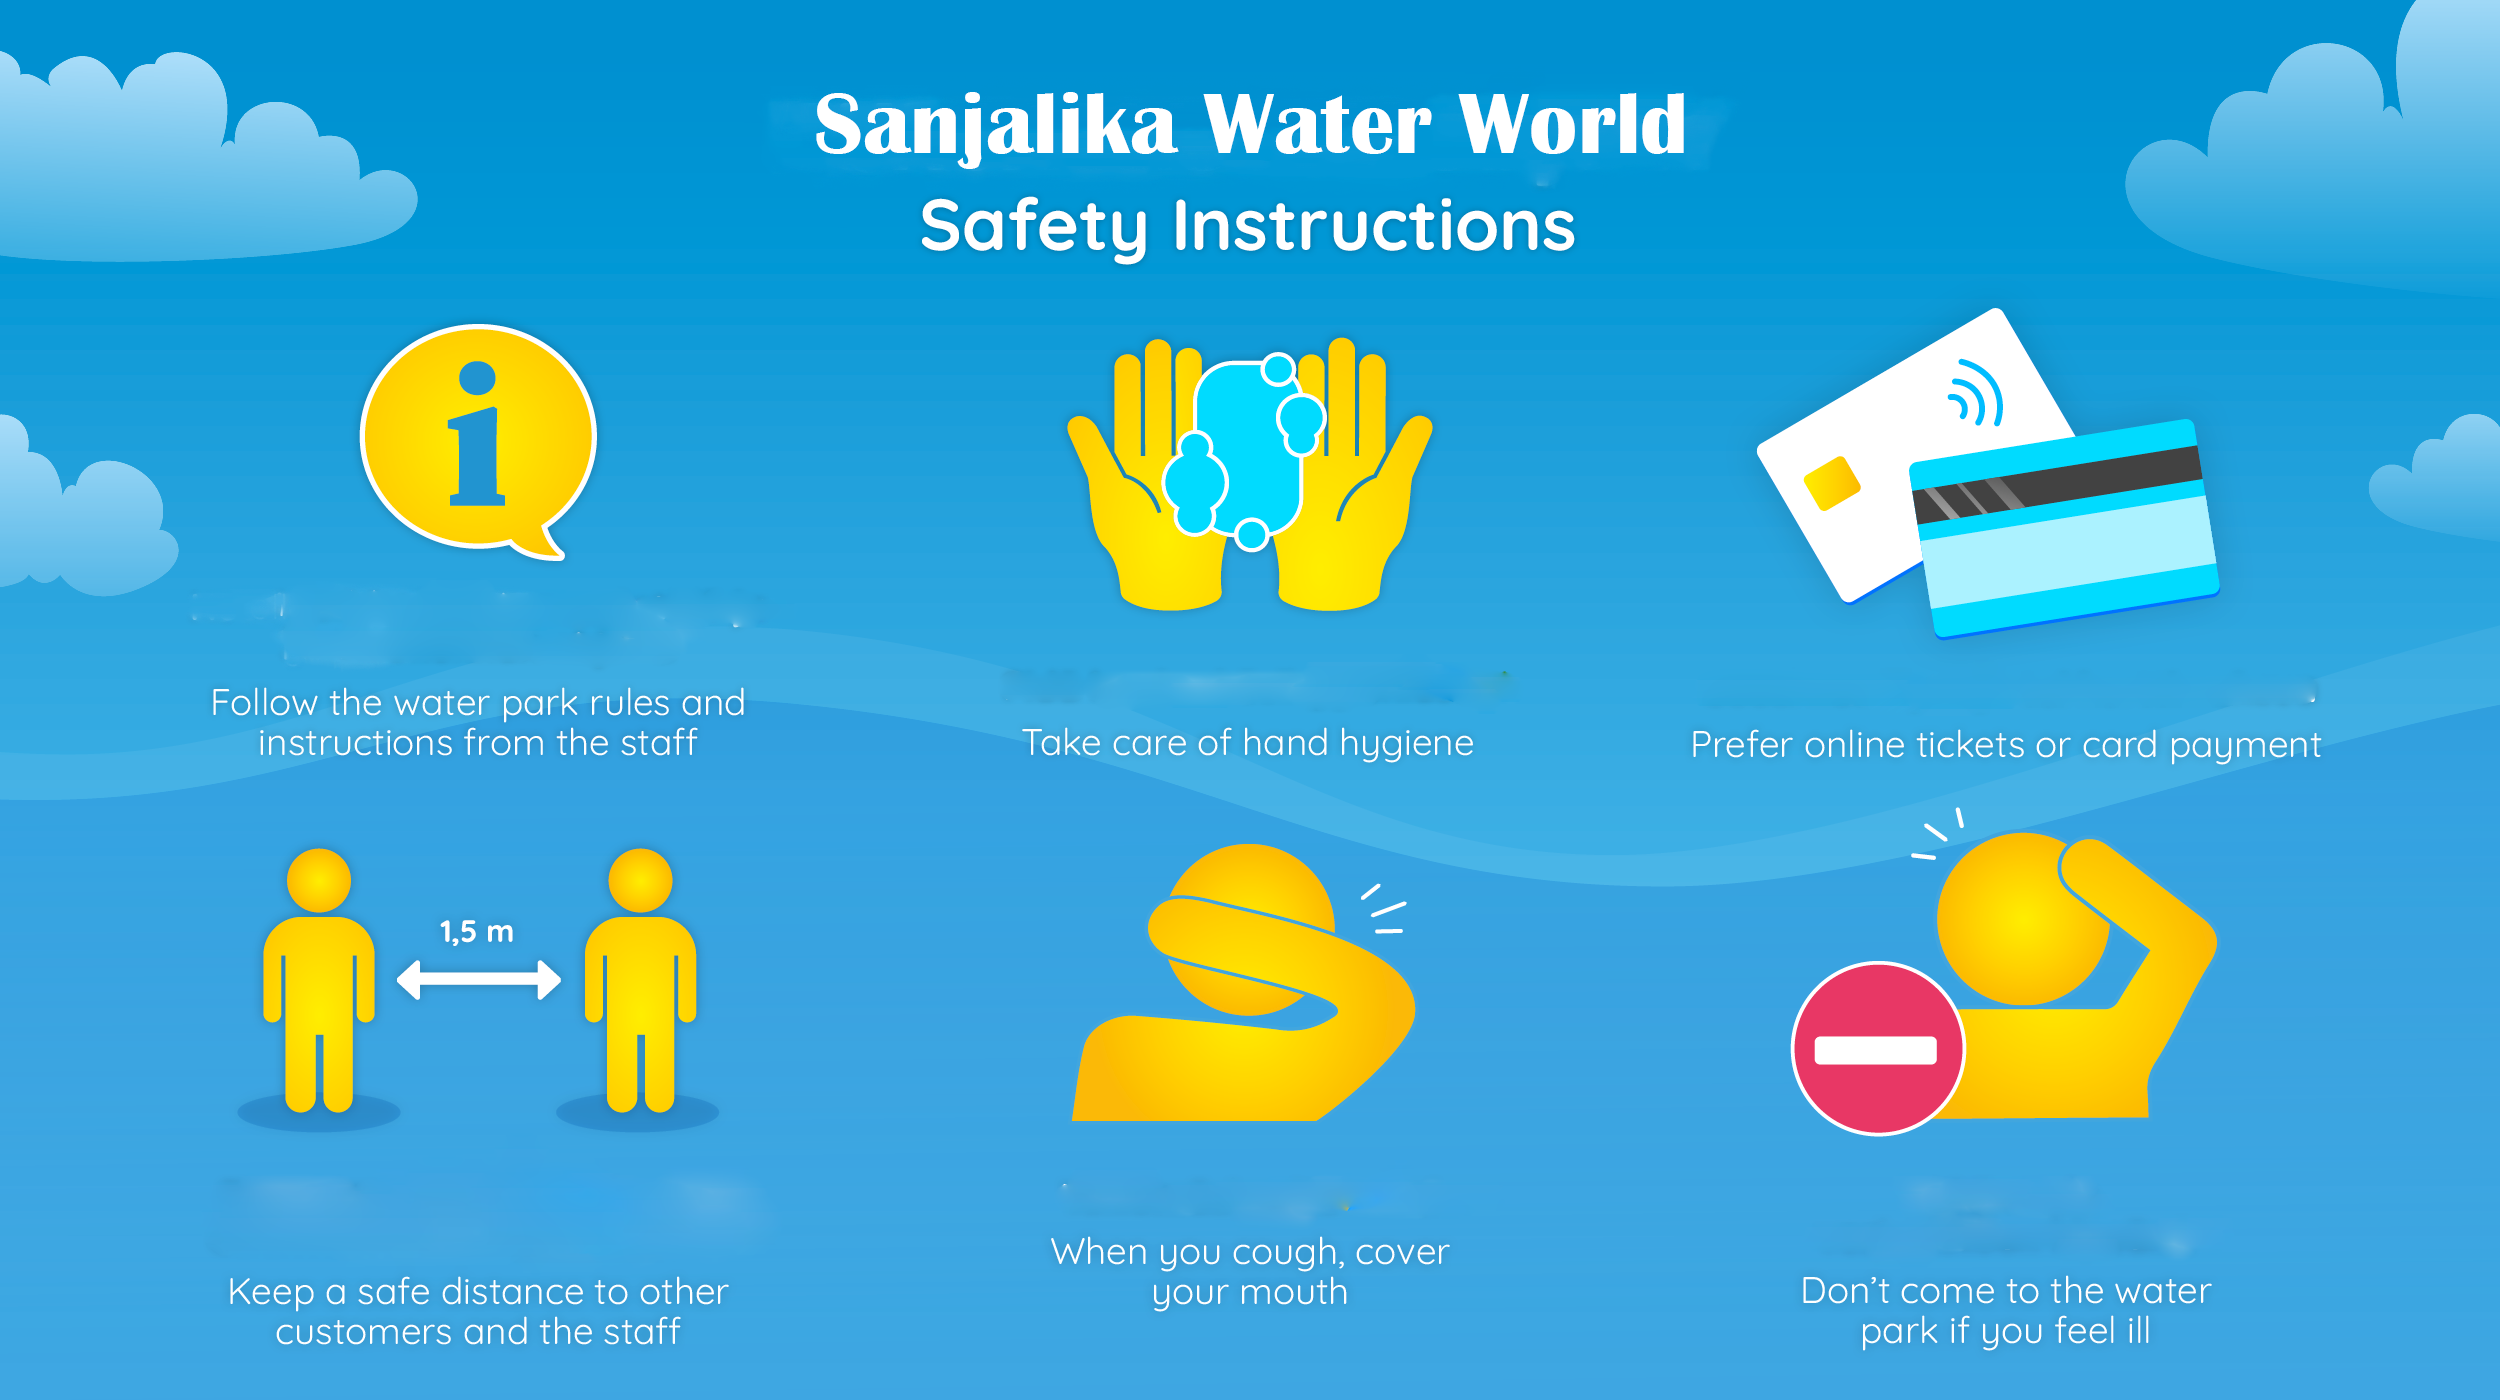 Sanjalika Water World
Safety Instructions
Follow the water park rules and
instructions from the staff
Take care of hand hygiene
Prefer online tickets or card payment
1,5 m
Keep a safe distance to other
customers and the staff
When you cough, cover
your mouth
Don't come to the water
park if you feel ill